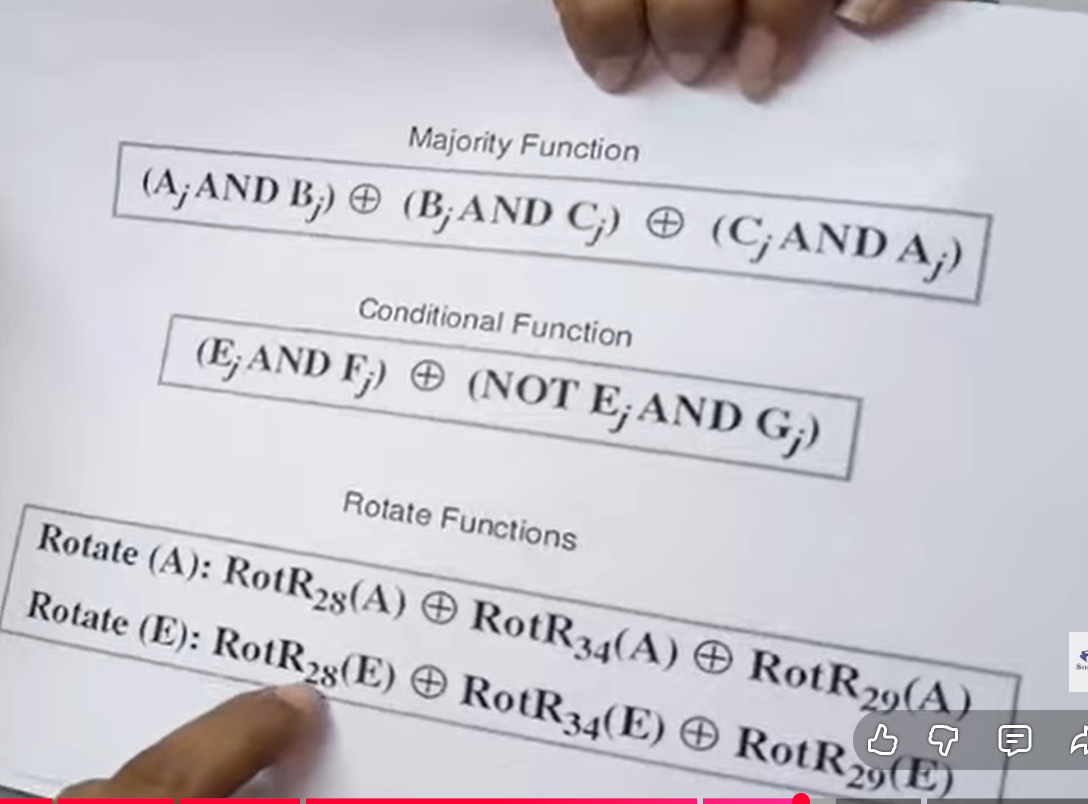 Majority Function
(Aj AND Bj) ⊕ (Bj AND Cj) ⊕ (Cj AND Aj)
Conditional Function
(Ej AND Fj) ⊕ (NOT Ej AND Gj)
Rotate Functions
Rotate (A): RotR28(A) ⊕ RotR34(A) ⊕ RotR29(A)
Rotate (E): RotR28(E) ⊕ RotR34(E) ⊕ RotR29(E)